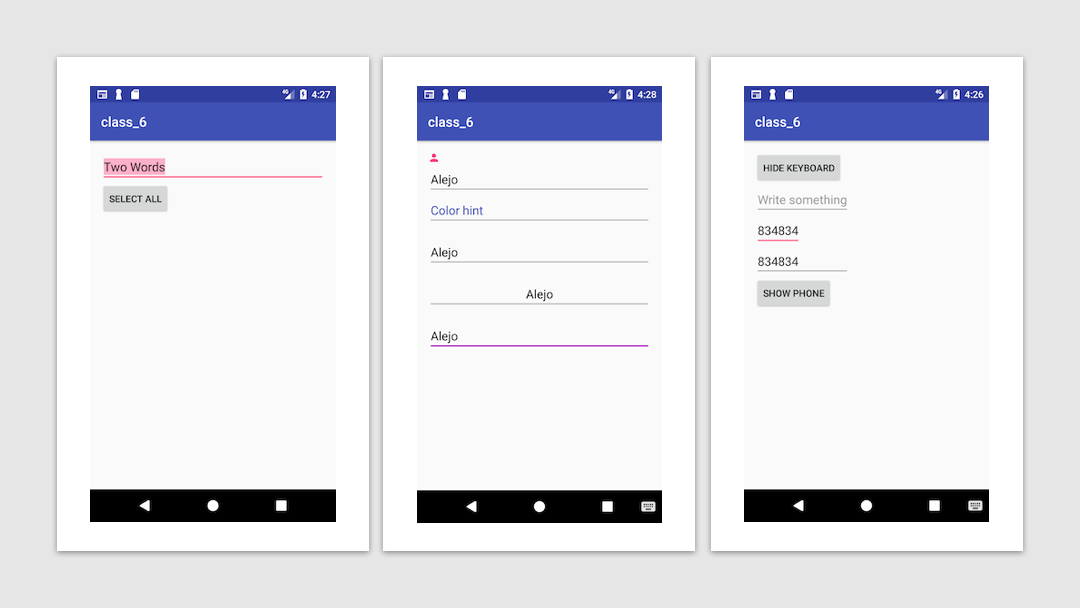 4G 4:27
class_6
Two Words
SELECT ALL
4G 4:28
class_6
Alejo
Color hint
Alejo
Alejo
Alejo
4G 4:26
class_6
HIDE KEYBOARD
Write something
834834
834834
SHOW PHONE